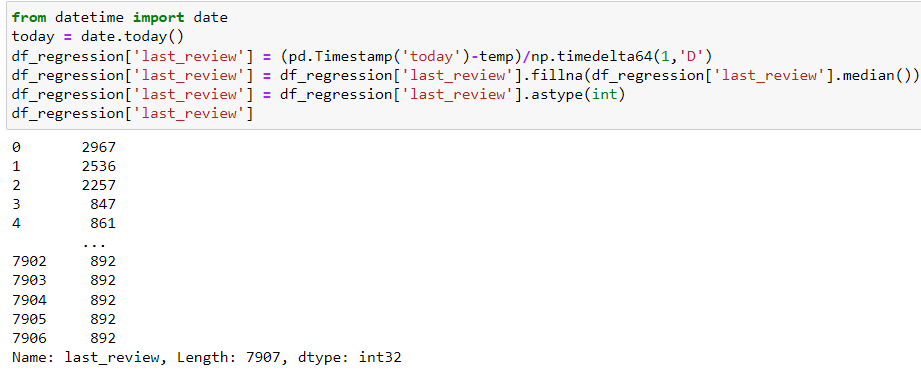 from datetime import date
today = date.today()
df_regression['last_review'] = (pd.Timestamp('today')-temp)/np.timedelta64(1,'D')
df_regression['last_review'] = df_regression['last_review'].fillna(df_regression['last_review'].median())
df_regression['last_review'] = df_regression['last_review'].astype(int)
df_regression['last_review']
0       2967
1       2536
2       2257
3        847
4        861
        ...
7902     892
7903     892
7904     892
7905     892
7906     892
Name: last_review, Length: 7907, dtype: int32